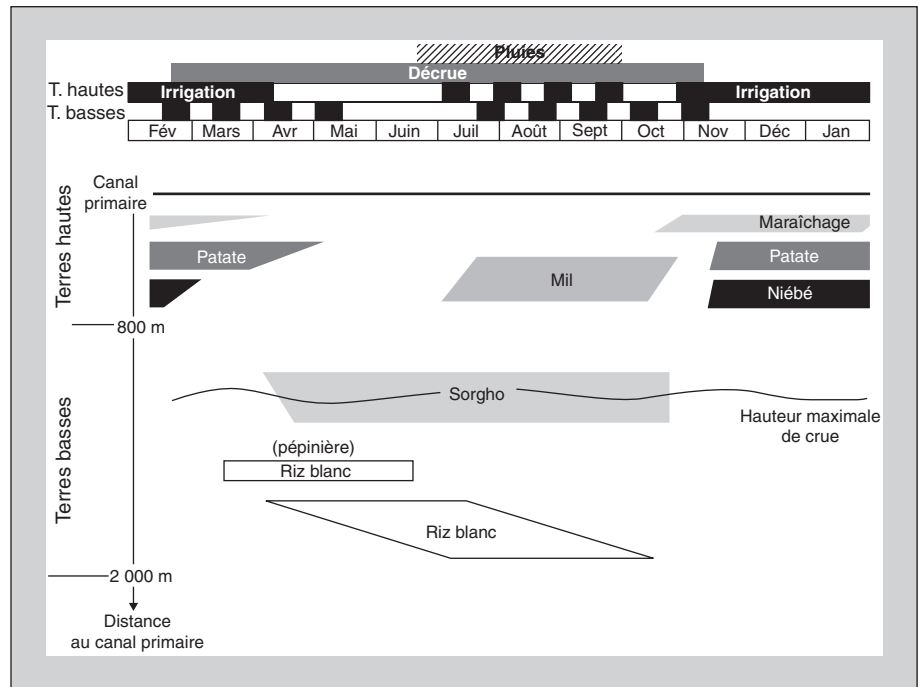 Pluies
Décrue
T. hautes
Irrigation
Irrigation
T. basses
Fév Mars Avr Mai Juin Juil Août Sept Oct Nov Déc Jan
Canal
primaire
Terres hautes
Maraîchage
Patate
Patate
Mil
Niébé
800 m
Terres basses
Sorgho
Hauteur maximale
de crue
(pépinière)
Riz blanc
Riz blanc
2 000 m
Distance
au canal primaire